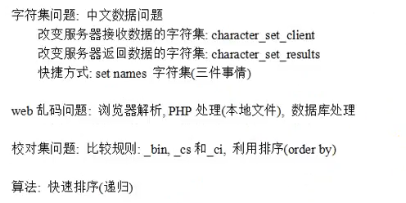 字符集问题: 中文数据问题
改变服务器接收数据的字符集: character_set_client
改变服务器返回数据的字符集: character_set_results
快捷方式: set names 字符集(三件事情)
web 乱码问题: 浏览器解析, PHP 处理(本地文件), 数据库处理
校对集问题: 比较规则: _bin, _cs 和_ci, 利用排序(order by)
算法: 快速排序(递归)